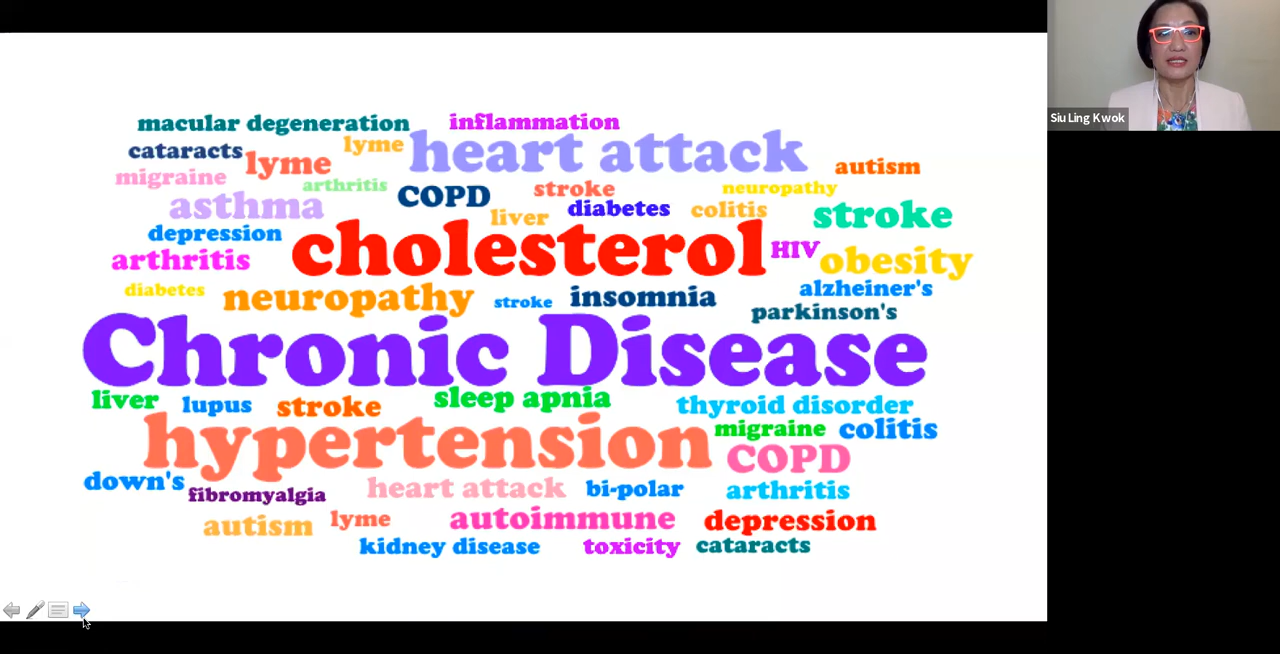 macular degeneration
inflammation
cataracts
lyme
lyme
heart attack
autism
migraine
arthritis
COPD
stroke
neuropathy
asthma
liver
diabetes
colitis
stroke
depression
cholesterol
HIV
obesity
arthritis
diabetes
neuropathy
stroke
insomnia
alzheimer's
parkinson's
Chronic Disease
liver
lupus
stroke
sleep apnia
thyroid disorder
hypertension
migraine
colitis
COPD
down's
fibromyalgia
heart attack
bi-polar
arthritis
autism
lyme
autoimmune
depression
kidney disease
toxicity
cataracts
Siu Ling Kwok